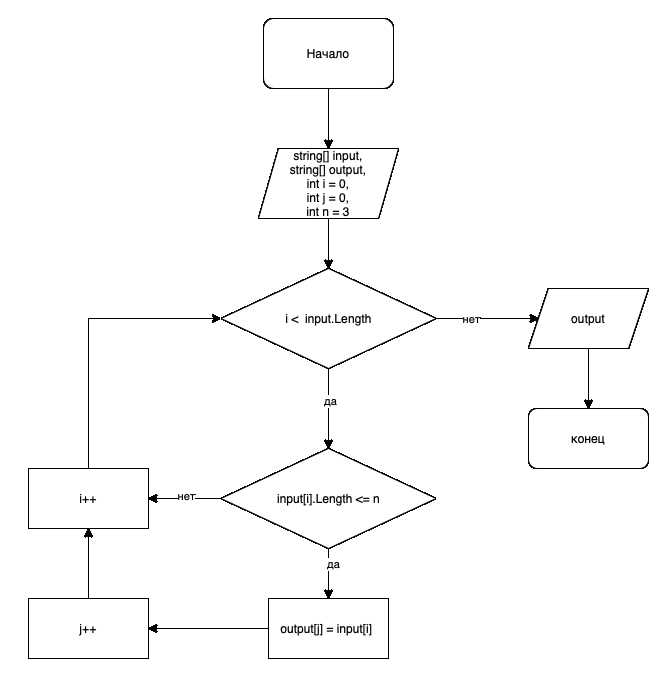 Начало
string[] input,
string[] output,
int i = 0,
int j = 0,
int n = 3
i < input.Length
нет
output
да
конец
input[i].Length <= n
нет
i++
да
output[j] = input[i]
j++